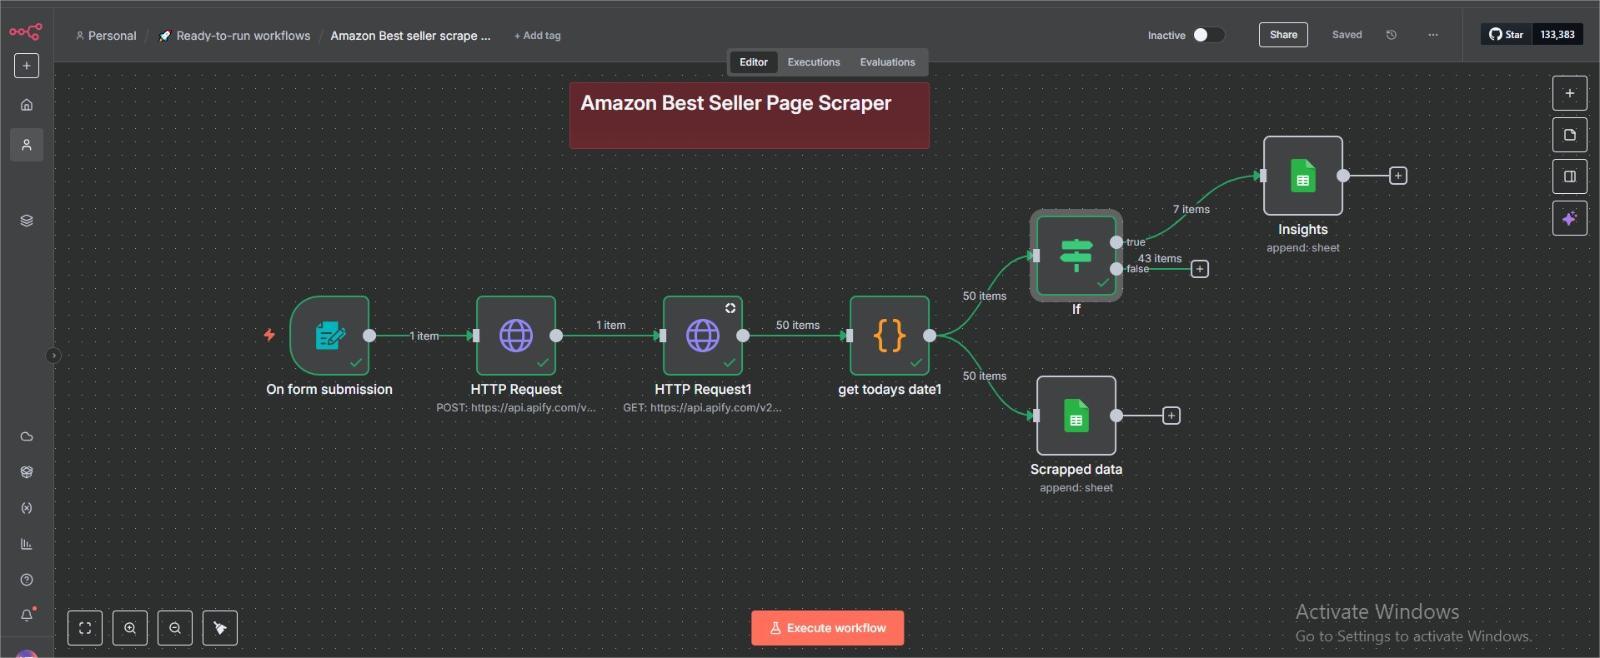 Personal / 🚀 Ready-to-run workflows / Amazon Best seller scrape ... + Add tag
Inactive
Share
Saved
...
Star 133,383
Editor Executions Evaluations
Amazon Best Seller Page Scraper
7 items
Insights
append: sheet
true
43 items
false
If
50 items
1 item
1 item
50 items
On form submission
HTTP Request
POST: https://api.apify.com/v...
HTTP Request1
GET: https://api.apify.com/v2...
get todays date1
50 items
Scrapped data
append: sheet
Execute workflow
Activate Windows
Go to Settings to activate Windows.